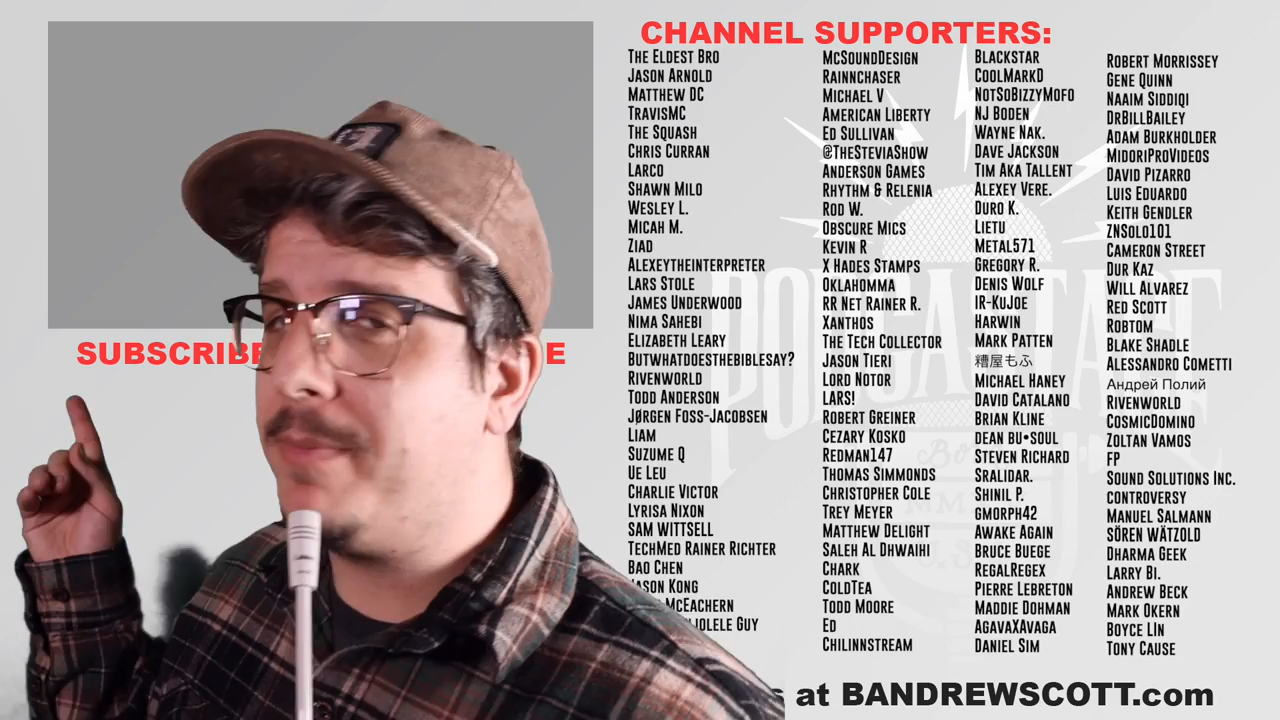 CHANNEL SUPPORTERS:
THE ELDEST BRO
JASON ARNOLD
MATTHEW DC
TRAVISMC
THE SQUASH
CHRIS CURRAN
LARCO
SHAWN MILO
WESLEY L.
MICAH M.
ZIAD
ALEXEYTHEINTERPRETER
LARS STOLE
JAMES UNDERWOOD
NIMA SAHEBI
ELIZABETH LEARY
BUTWHATDOESTHEBIBLESAY?
RIVENWORLD
TODD ANDERSON
JØRGEN FOSS-JACOBSEN
LIAM
SUZUME Q
UE LEU
CHARLIE VICTOR
LYRISA NIXON
SAM WITTSELL
TECHMED RAINER RICHTER
BAO CHEN
JASON KONG
MCEACHERN
GUY
MCSOUNDDESIGN
RAINNCHASER
MICHAEL V
AMERICAN LIBERTY
ED SULLIVAN
@THESTEVIASHOW
ANDERSON GAMES
RHYTHM & RELENIA
ROD W.
OBSCURE MICS
KEVIN R
X HADES STAMPS
OKLAHOMMA
RR NET RAINER R.
XANTHOS
THE TECH COLLECTOR
JASON TIERI
LORD NOTOR
LARS!
ROBERT GREINER
CEZARY KOSKO
REDMAN147
THOMAS SIMMONDS
CHRISTOPHER COLE
TREY MEYER
MATTHEW DELIGHT
SALEH AL DHWAIHI
CHARK
COLDTEA
TODD MOORE
ED
CHILINNSTREAM
BLACKSTAR
COOLMARKD
NOTSOBIZZYMOFO
NJ BODEN
WAYNE NAK.
DAVE JACKSON
TIM AKA TALLENT
ALEXEY VERE.
DURO K.
LIETU
METAL571
GREGORY R.
DENIS WOLF
IR-KUJOE
HARWIN
MARK PATTEN
糟屋もふ
MICHAEL HANEY
DAVID CATALANO
BRIAN KLINE
DEAN BU•SOUL
STEVEN RICHARD
SRALIDAR.
SHINIL P.
GMORPH42
AWAKE AGAIN
BRUCE BUEGE
REGALREGEX
PIERRE LEBRETON
MADDIE DOHMAN
AGAVAXAVAGA
DANIEL SIM
ROBERT MORRISSEY
GENE QUINN
NAAIM SIDDIQI
DRBILLBAILEY
ADAM BURKHOLDER
MIDORIPROVIDEOS
DAVID PIZARRO
LUIS EDUARDO
KEITH GENDLER
ZNSOLO101
CAMERON STREET
DUR KAZ
WILL ALVAREZ
RED SCOTT
ROBTOM
BLAKE SHADLE
ALESSANDRO COMETTI
Андрей Полий
RIVENWORLD
COSMICDOMINO
ZOLTAN VAMOS
FP
SOUND SOLUTIONS INC.
CONTROVERSY
MANUEL SALMANN
SÖREN WÄTZOLD
DHARMA GEEK
LARRY BI.
ANDREW BECK
MARK OKERN
BOYCE LIN
TONY CAUSE
SUBSCRIBE
at BANDREWSCOTT.com